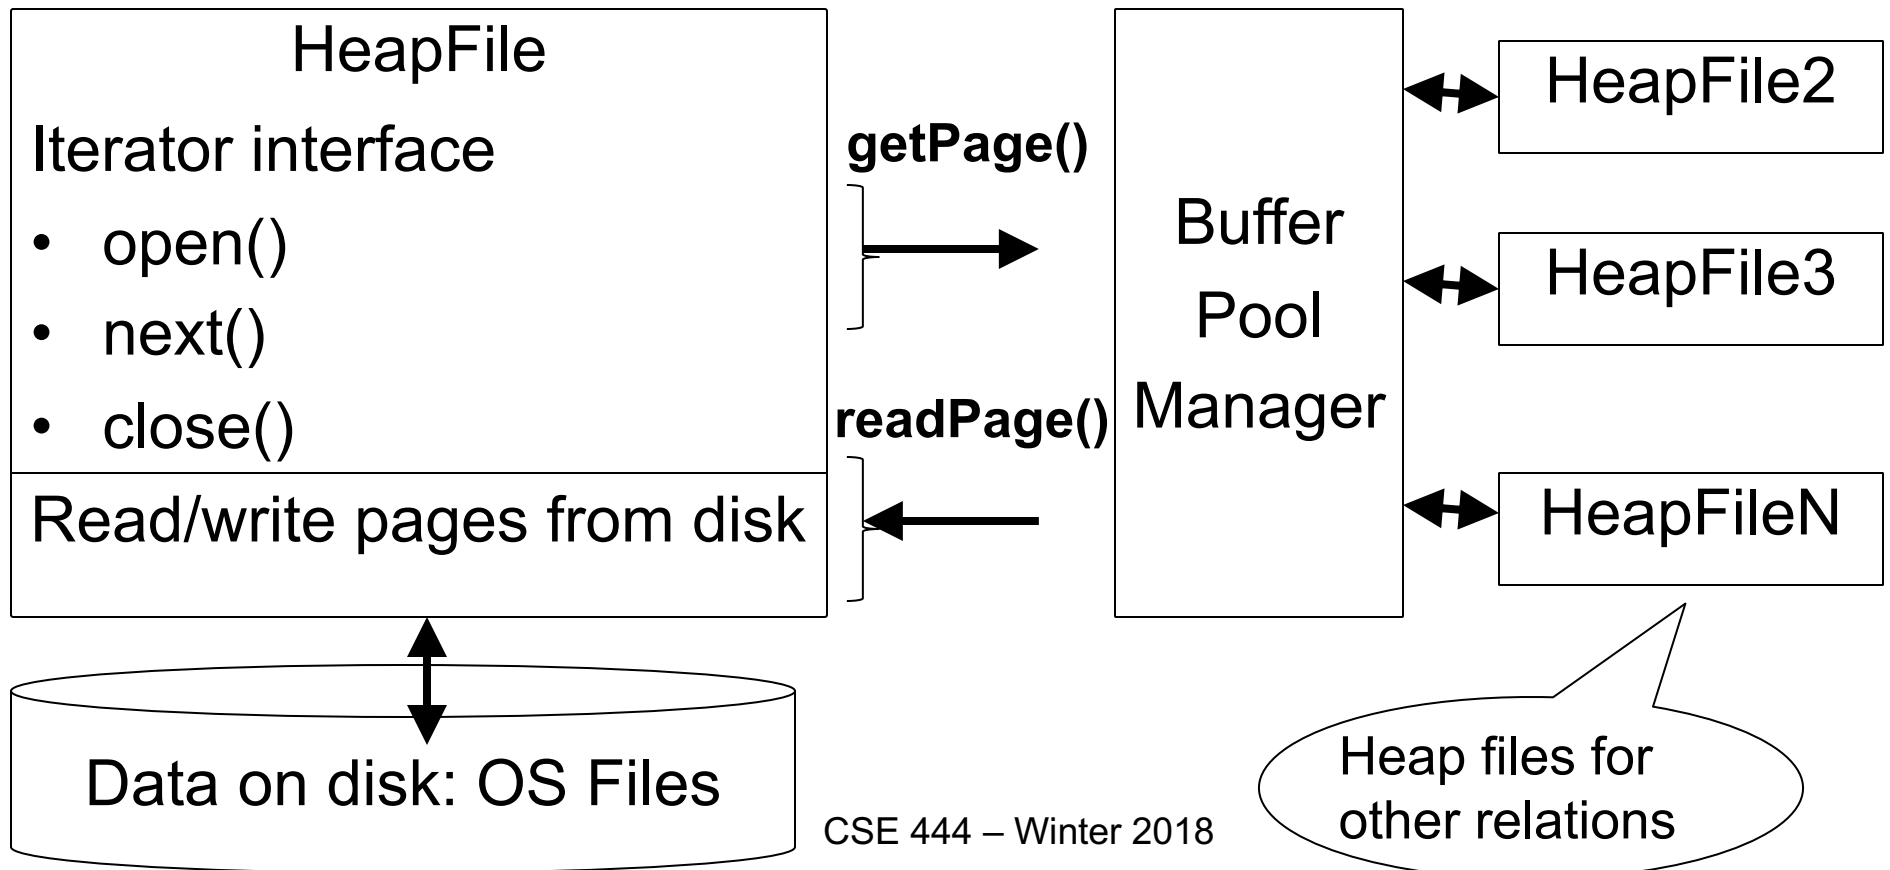 HeapFile
Iterator interface
• open()
• next()
• close()
Read/write pages from disk
Data on disk: OS Files
getPage()
readPage()
Buffer
Pool
Manager
HeapFile2
HeapFile3
HeapFileN
Heap files for
other relations
CSE 444 – Winter 2018